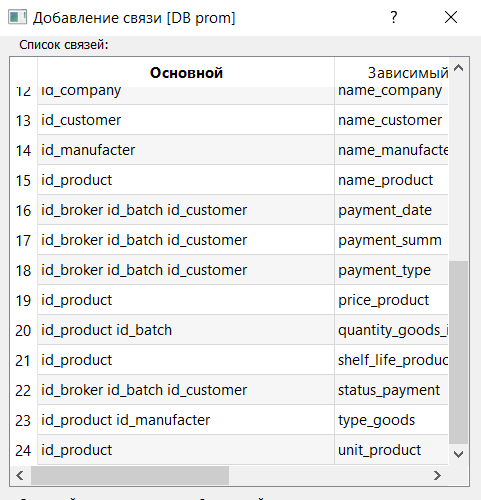 Добавление связи [DB prom] ?
Список связей:
Основной Зависимый
12 id_company name_company
13 id_customer name_customer
14 id_manufacter name_manufacte
15 id_product name_product
16 id_broker id_batch id_customer payment_date
17 id_broker id_batch id_customer payment_summ
18 id_broker id_batch id_customer payment_type
19 id_product price_product
20 id_product id_batch quantity_goods_i
21 id_product shelf_life_produc
22 id_broker id_batch id_customer status_payment
23 id_product id_manufacter type_goods
24 id_product unit_product